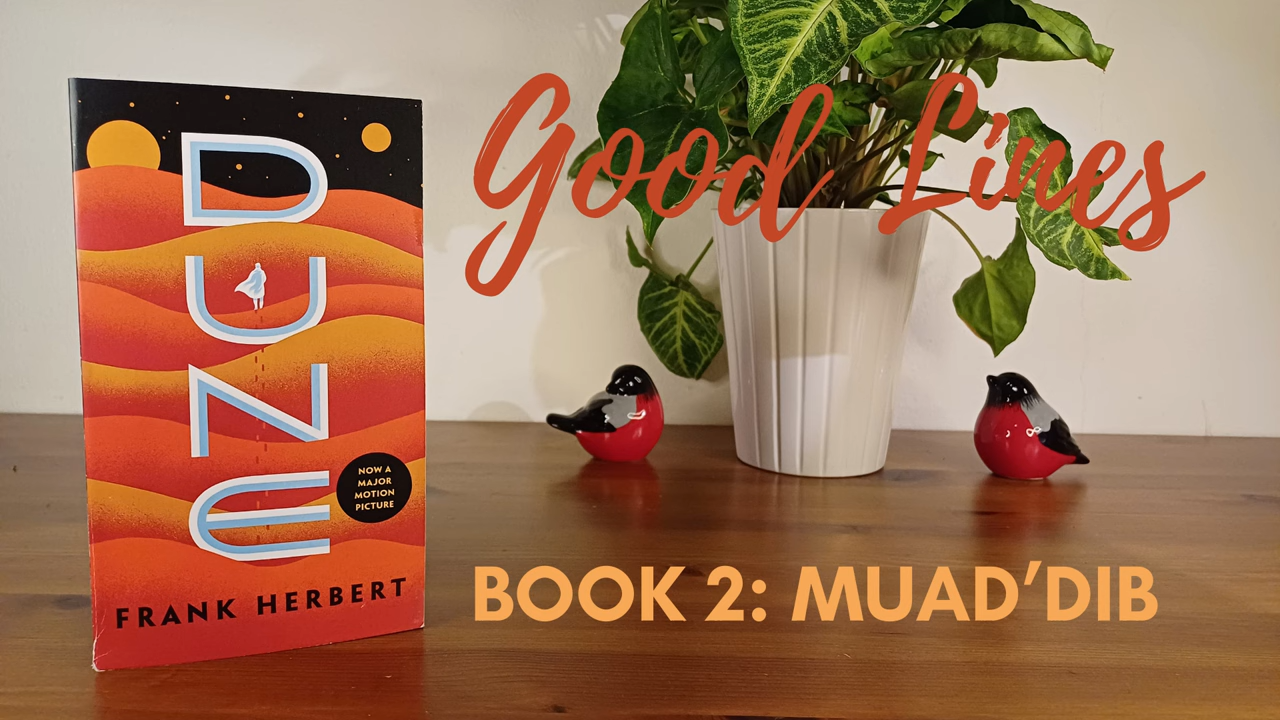 DUNE
NOW A
MAJOR
MOTION
PICTURE
FRANK HERBERT
Good Lines
BOOK 2: MUAD’DIB